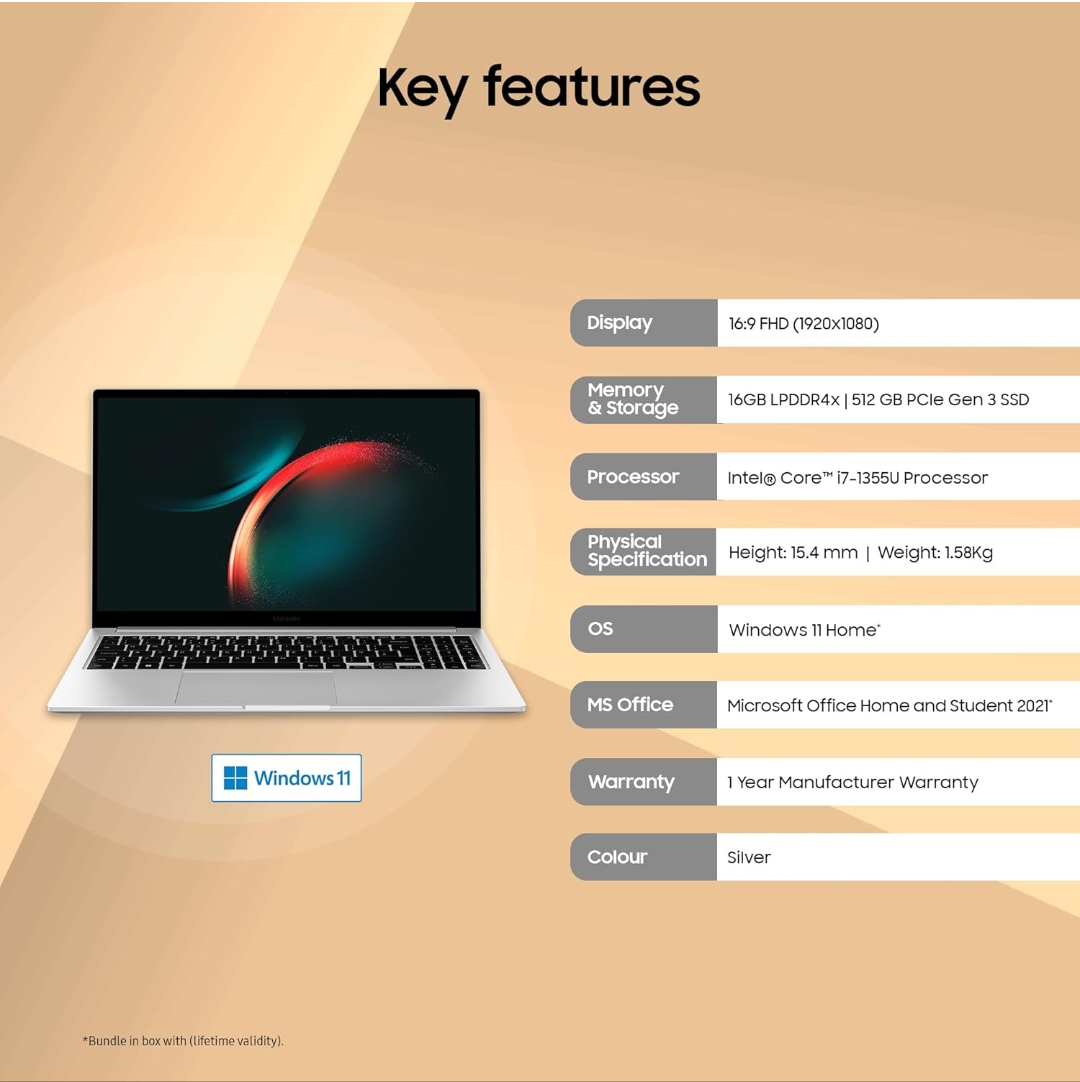 Key features
Display
16:9 FHD (1920x1080)
Memory
& Storage
16GB LPDDR4x | 512 GB PCIe Gen 3 SSD
Processor
Intel® Core™ i7-1355U Processor
Physical
Specification
Height: 15.4 mm | Weight: 1.58Kg
OS
Windows 11 Home*
MS Office
Microsoft Office Home and Student 2021*
Warranty
1 Year Manufacturer Warranty
Colour
Silver
SAMSUNG
Windows 11
*Bundle in box with (lifetime validity).